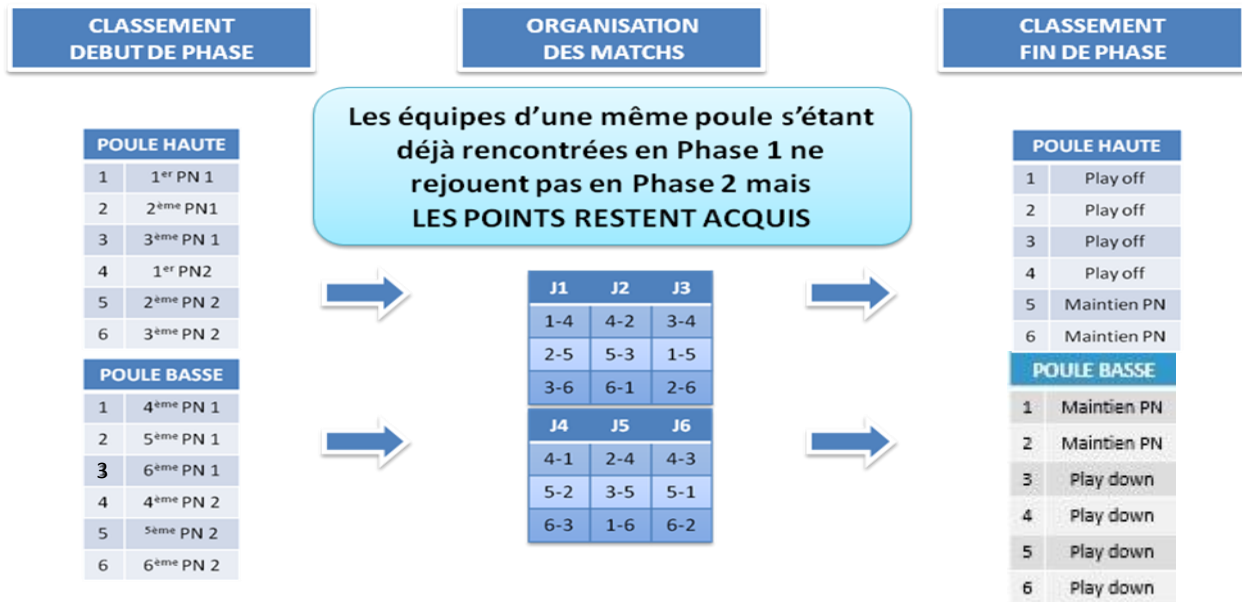 CLASSEMENT
DEBUT DE PHASE
ORGANISATION
DES MATCHS
CLASSEMENT
FIN DE PHASE
Les équipes d'une même poule s'étant
déjà rencontrées en Phase 1 ne
rejouent pas en Phase 2 mais
LES POINTS RESTENT ACQUIS
POULE HAUTE
1 1er PN 1
2 2ème PN1
3 3ème PN 1
4 1er PN2
5 2ème PN 2
6 3ème PN 2
POULE BASSE
1 4ème PN 1
2 5ème PN 1
3 6ème PN 1
4 4ème PN 2
5 5ème PN 2
6 6ème PN 2
J1 J2 J3
1-4 4-2 3-4
2-5 5-3 1-5
3-6 6-1 2-6
J4 J5 J6
4-1 2-4 4-3
5-2 3-5 5-1
6-3 1-6 6-2
POULE HAUTE
1 Play off
2 Play off
3 Play off
4 Play off
5 Maintien PN
6 Maintien PN
POULE BASSE
1 Maintien PN
2 Maintien PN
3 Play down
4 Play down
5 Play down
6 Play down